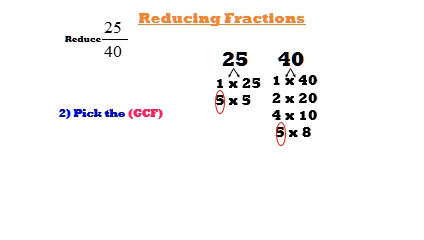 Reducing Fractions
Reduce 25/40
25 40
1 x 25 1 x 40
5 x 5 2 x 20
2) Pick the (GCF) 4 x 10
5 x 8